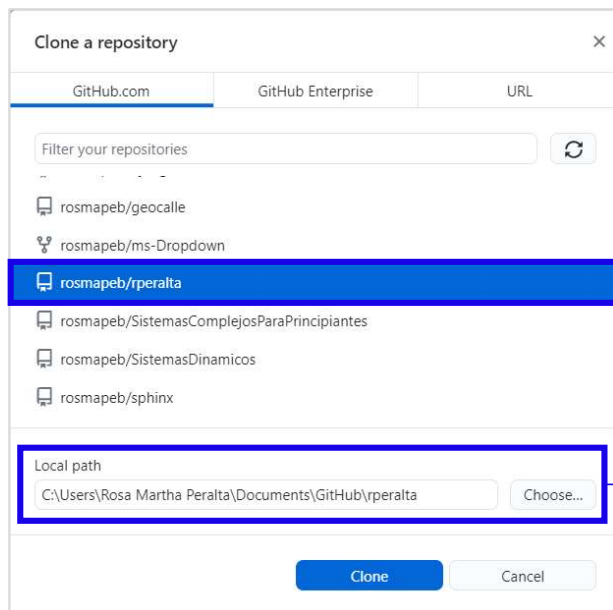 Clone a repository
GitHub.com GitHub Enterprise URL
Filter your repositories
rosmapeb/geocalle
rosmapeb/ms-Dropdown
rosmapeb/rperalta
rosmapeb/SistemasComplejosParaPrincipiantes
rosmapeb/SistemasDinamicos
rosmapeb/sphinx
Local path
C:\Users\Rosa Martha Peralta\Documents\GitHub\rperalta Choose...
Clone Cancel